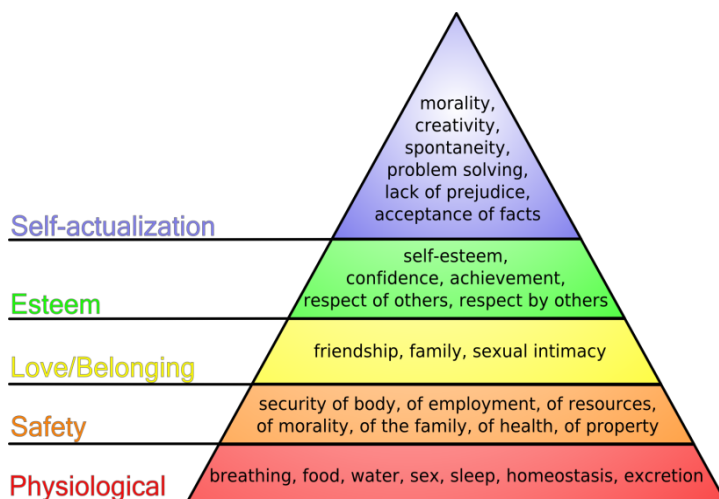 morality,
creativity,
spontaneity,
problem solving,
lack of prejudice,
acceptance of facts
Self-actualization
self-esteem,
confidence, achievement,
respect of others, respect by others
Esteem
friendship, family, sexual intimacy
Love/Belonging
security of body, of employment, of resources,
of morality, of the family, of health, of property
Safety
breathing, food, water, sex, sleep, homeostasis, excretion
Physiological